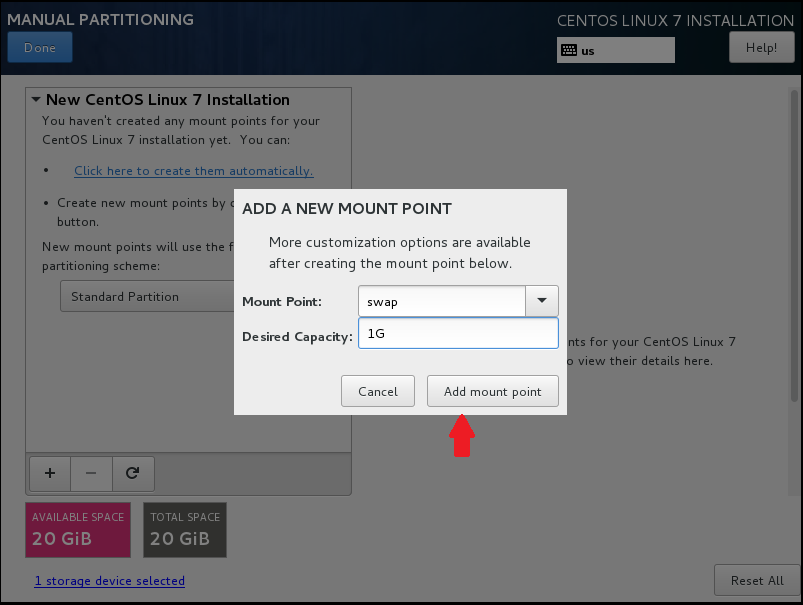 MANUAL PARTITIONING
CENTOS LINUX 7 INSTALLATION
Done
us
Help!
New CentOS Linux 7 Installation
You haven't created any mount points for your
CentOS Linux 7 installation yet. You can:
• Click here to create them automatically.
• Create new mount points by
button.
New mount points will use the
partitioning scheme:
Standard Partition
ADD A NEW MOUNT POINT
More customization options are available
after creating the mount point below.
Mount Point: swap
Desired Capacity: 1G
Cancel
Add mount point
for your CentOS Linux 7
view their details here.
+ −
AVAILABLE SPACE
20 GiB
TOTAL SPACE
20 GiB
1 storage device selected
Reset All